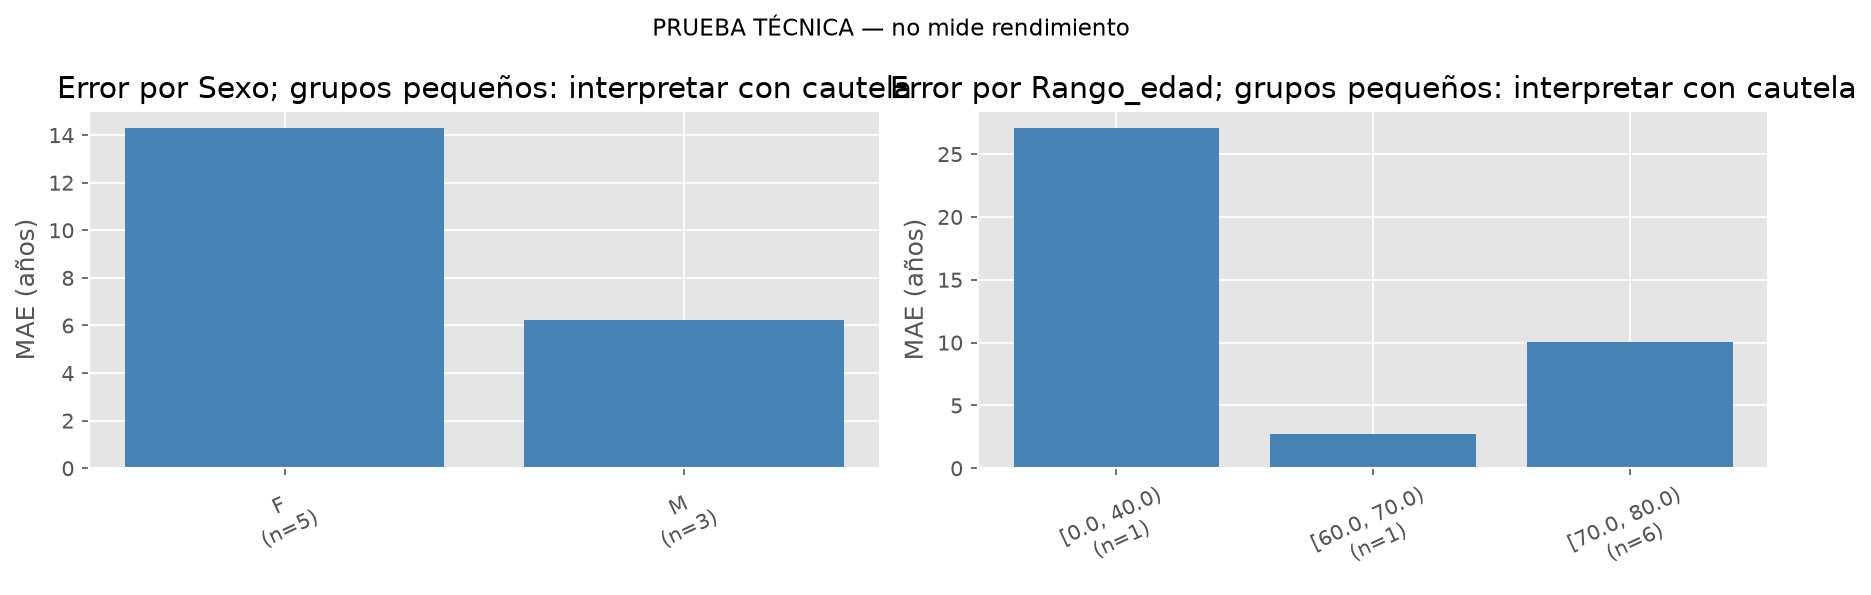 PRUEBA TÉCNICA — no mide rendimiento
Error por Sexo; grupos pequeños: interpretar con cautela
MAE (años)
14
12
10
8
6
4
2
0
F
(n=5)
M
(n=3)
Error por Rango_edad; grupos pequeños: interpretar con cautela
MAE (años)
25
20
15
10
5
0
[0.0, 40.0)
(n=1)
[60.0, 70.0)
(n=1)
[70.0, 80.0)
(n=6)